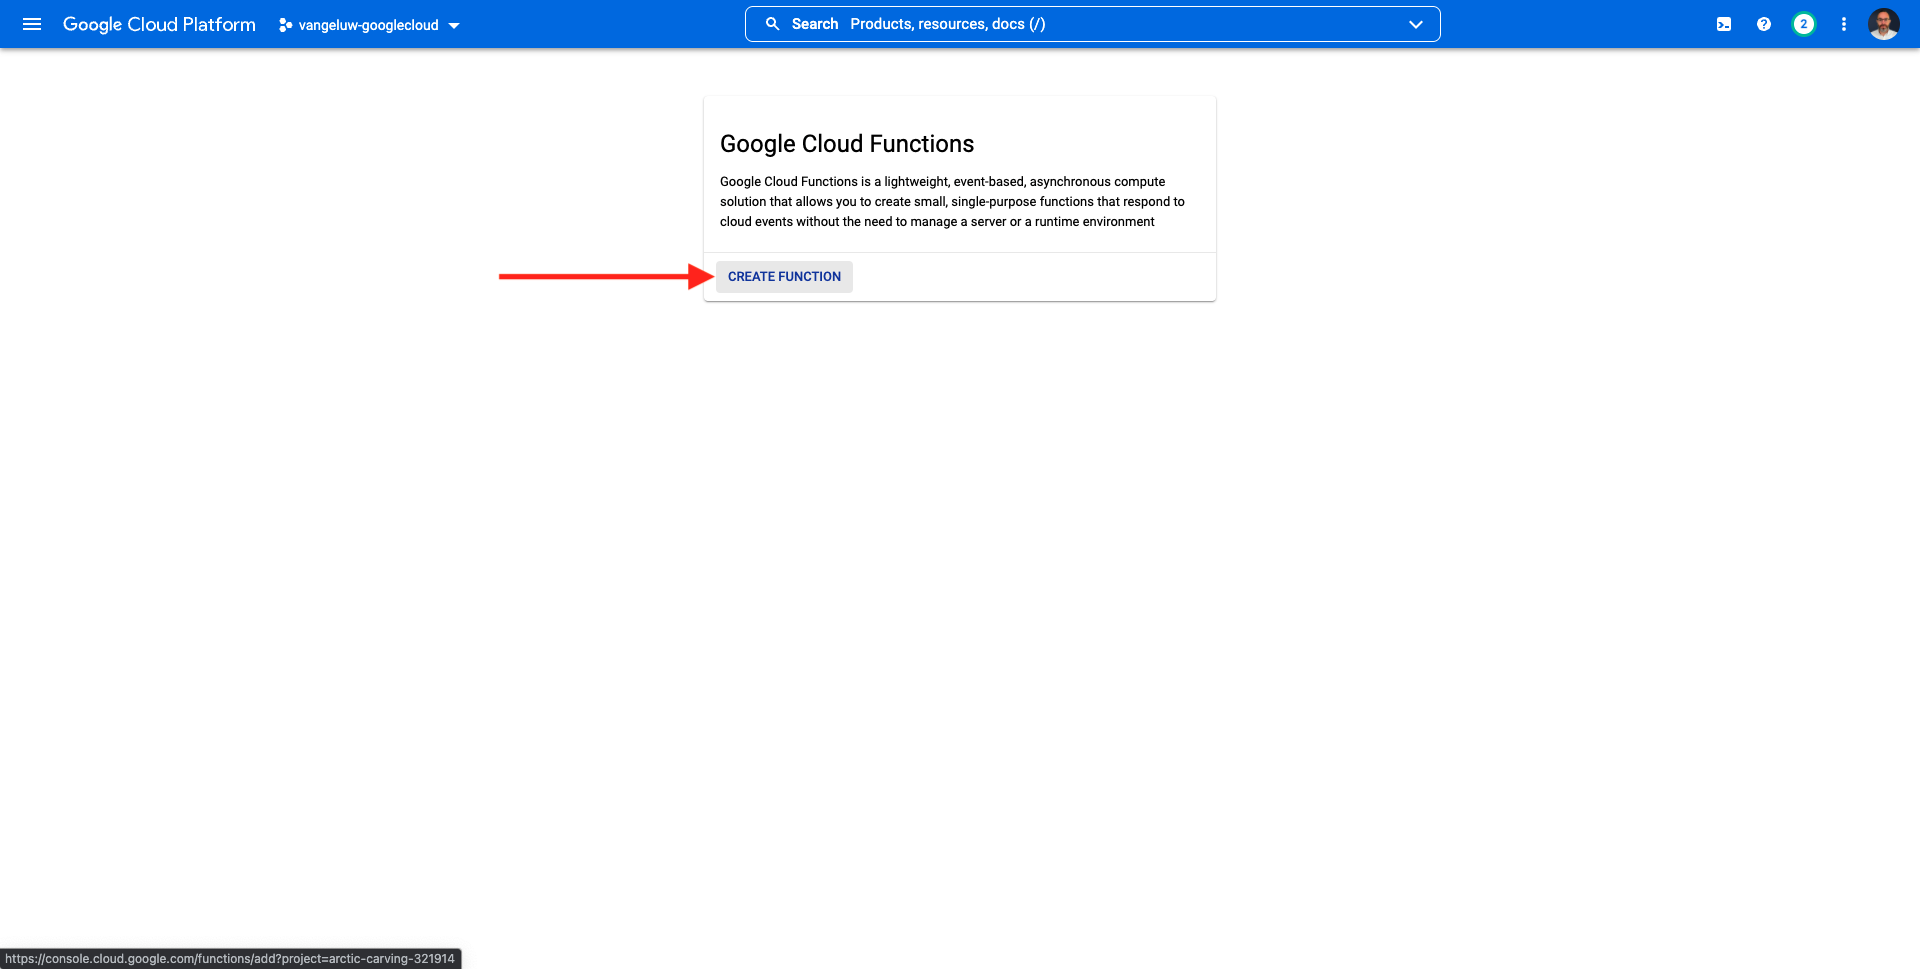 Google Cloud Platform
vangeluw-googlecloud
Search Products, resources, docs (/)
2
Google Cloud Functions
Google Cloud Functions is a lightweight, event-based, asynchronous compute
solution that allows you to create small, single-purpose functions that respond to
cloud events without the need to manage a server or a runtime environment
CREATE FUNCTION
https://console.cloud.google.com/functions/add?project=arctic-carving-321914